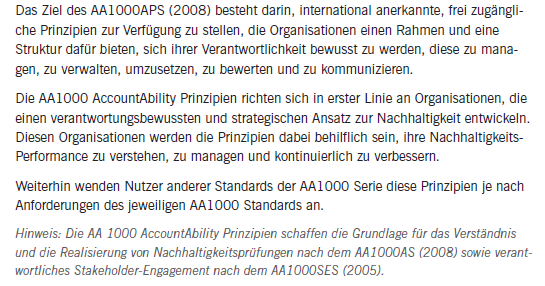 Das Ziel des AA1000APS (2008) besteht darin, international anerkannte, frei zugängli-
che Prinzipien zur Verfügung zu stellen, die Organisationen einen Rahmen und eine
Struktur dafür bieten, sich ihrer Verantwortlichkeit bewusst zu werden, diese zu mana-
gen, zu verwalten, umzusetzen, zu bewerten und zu kommunizieren.
Die AA1000 AccountAbility Prinzipien richten sich in erster Linie an Organisationen, die
einen verantwortungsbewussten und strategischen Ansatz zur Nachhaltigkeit entwickeln.
Diesen Organisationen werden die Prinzipien dabei behilflich sein, ihre Nachhaltigkeits-
Performance zu verstehen, zu managen und kontinuierlich zu verbessern.
Weiterhin wenden Nutzer anderer Standards der AA1000 Serie diese Prinzipien je nach
Anforderungen des jeweiligen AA1000 Standards an.
Hinweis: Die AA 1000 AccountAbility Prinzipien schaffen die Grundlage für das Verständnis
und die Realisierung von Nachhaltigkeitsprüfungen nach dem AA1000AS (2008) sowie verant-
wortliches Stakeholder-Engagement nach dem AA1000SES (2005).